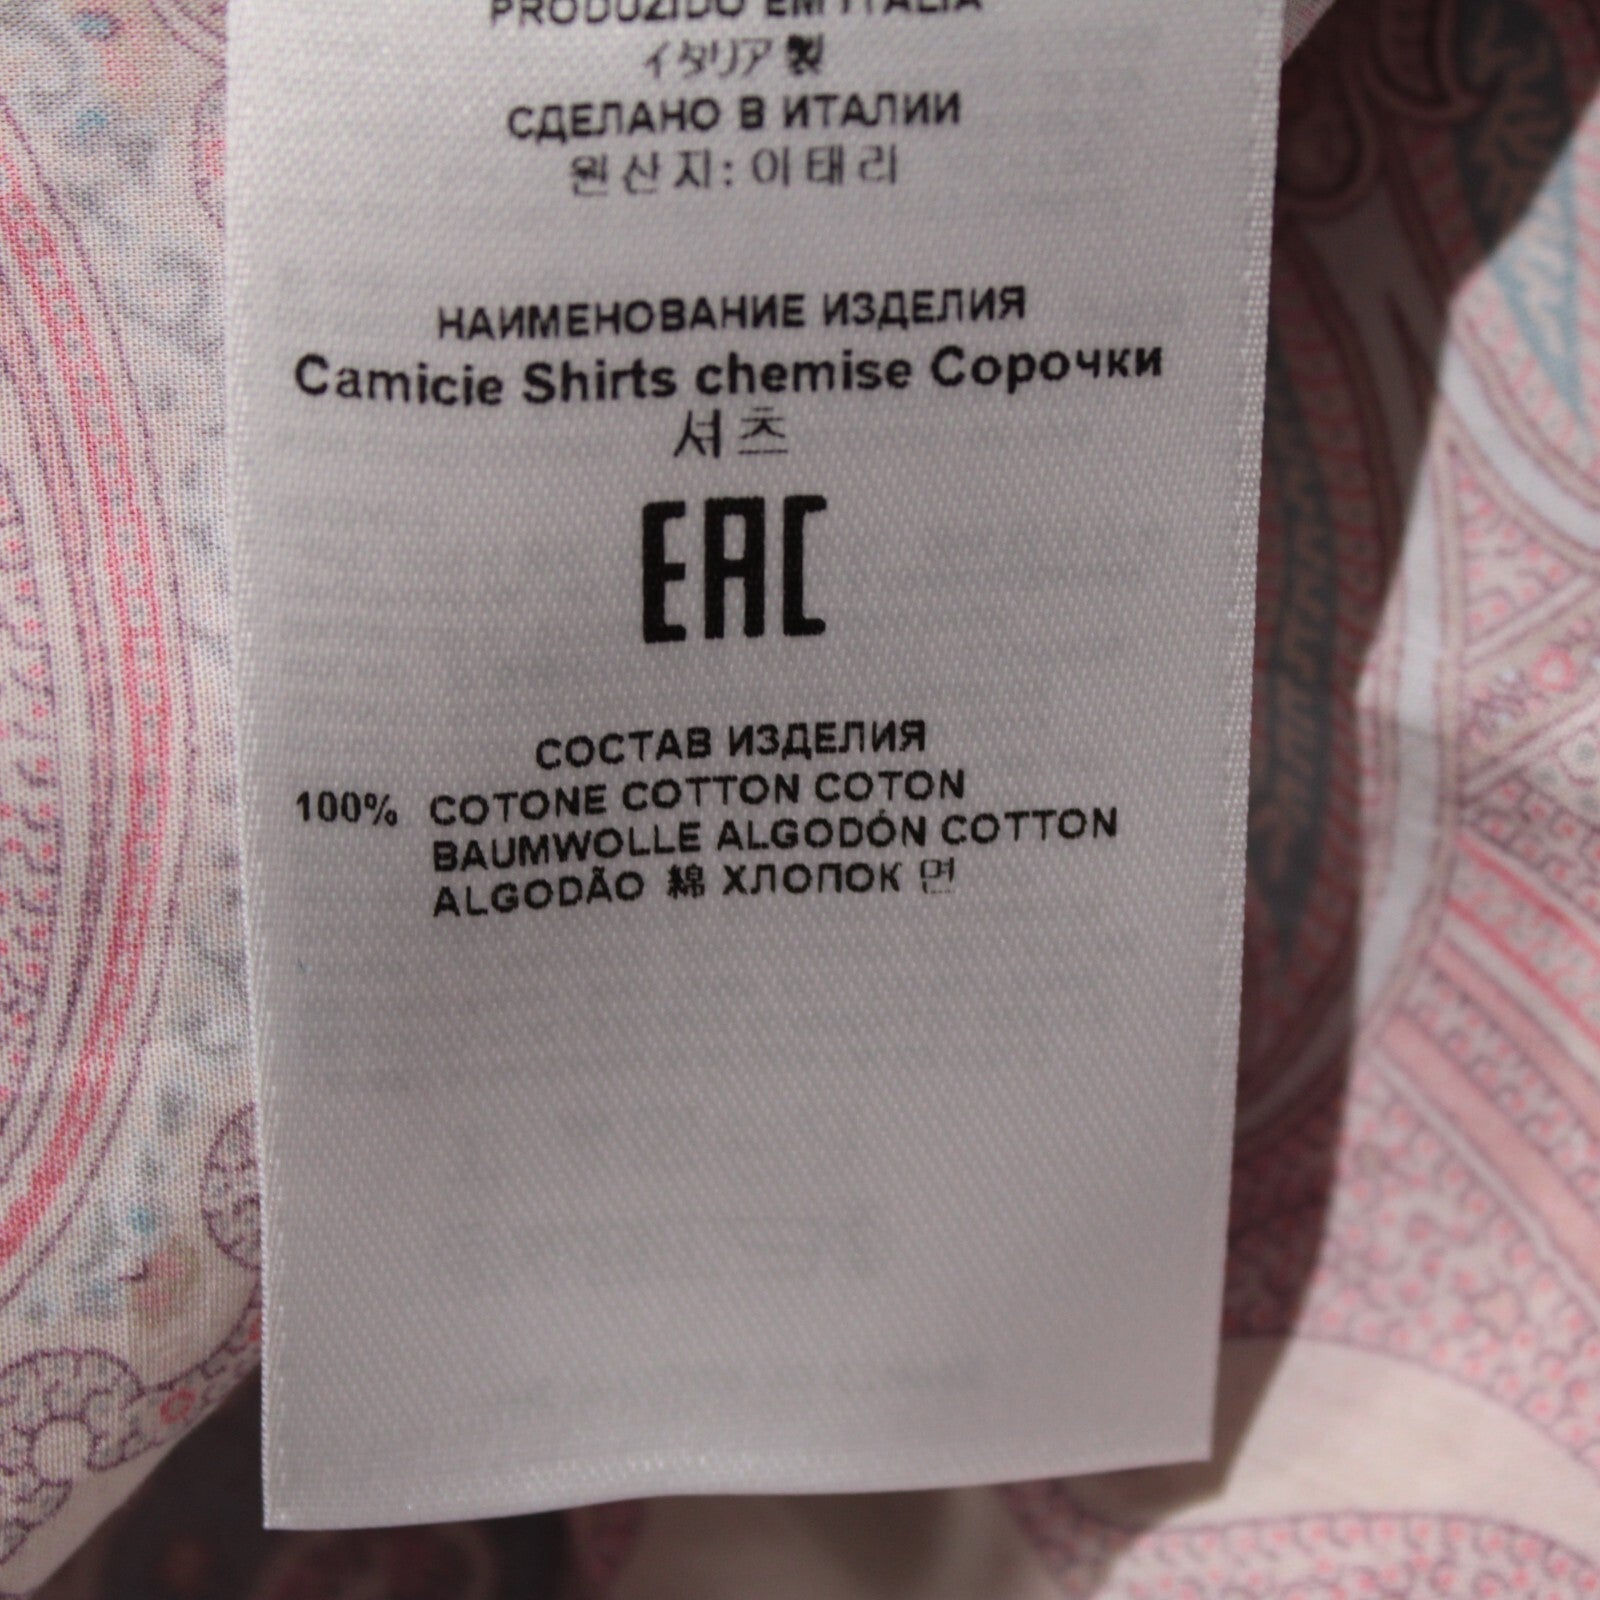 PRODUZIDO EM ITALIA
イタリア製
СДЕЛАНО В ИТАЛИИ
원산지:이태리
НАИМЕНОВАНИЕ ИЗДЕЛИЯ
Camicie Shirts chemise Сорочки
셔츠
EAC
СОСТАВ ИЗДЕЛИЯ
100% COTONE COTTON COTON
BAUMWOLLE ALGODÓN COTTON
ALGODÃO 綿 ХЛОПОК 면